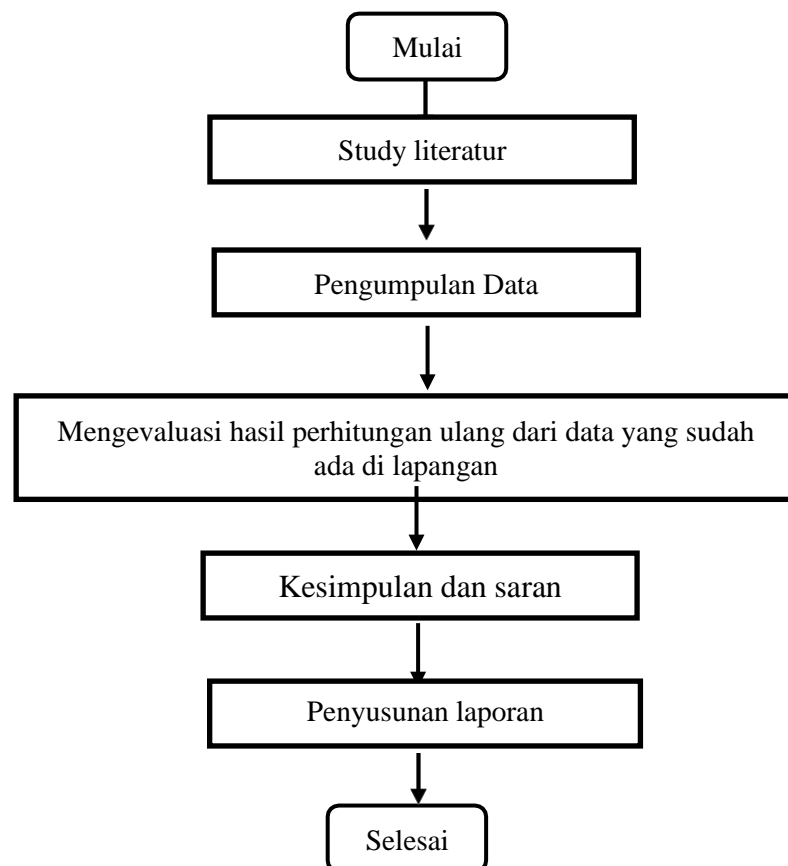 Mulai
Study literatur
Pengumpulan Data
Mengevaluasi hasil perhitungan ulang dari data yang sudah
ada di lapangan
Kesimpulan dan saran
Penyusunan laporan
Selesai